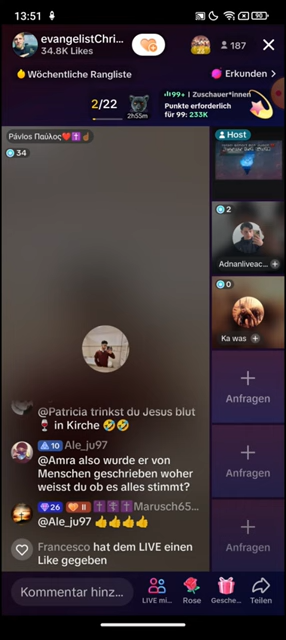 13:51
90
evangelistChri...
34.8K Likes
187
Wöchentliche Rangliste
Erkunden >
2/22
2h55m
99+ I Zuschauer*innen
Punkte erforderlich
für 99: 233K
Pávlos Παύλος❤️✝️☝🏾
34
Host
2
Adnanliveac... +
0
Ka was +
Anfragen
Anfragen
Anfragen
@Patricia trinkst du Jesus blut
🍷 in Kirche 🤣🤣
10 Ale_ju97
@Amra also wurde er von
Menschen geschrieben woher
weisst du ob es alles stimmt?
26 II Marusch65...
@Ale_ju97 👍👍👍👍
Francesco hat dem LIVE einen
Like gegeben
Kommentar hinz...
LIVE mi...
Rose
Gesche...
Teilen